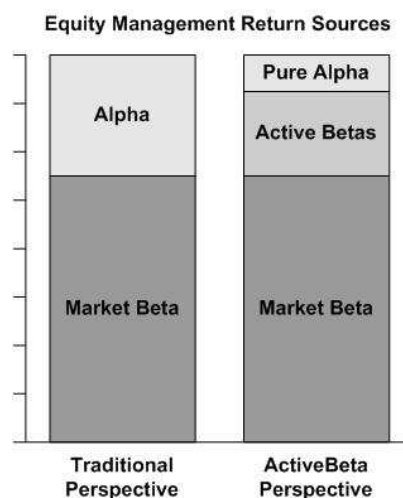 Equity Management Return Sources
Alpha
Market Beta
Pure Alpha
Active Betas
Market Beta
Traditional
Perspective
ActiveBeta
Perspective